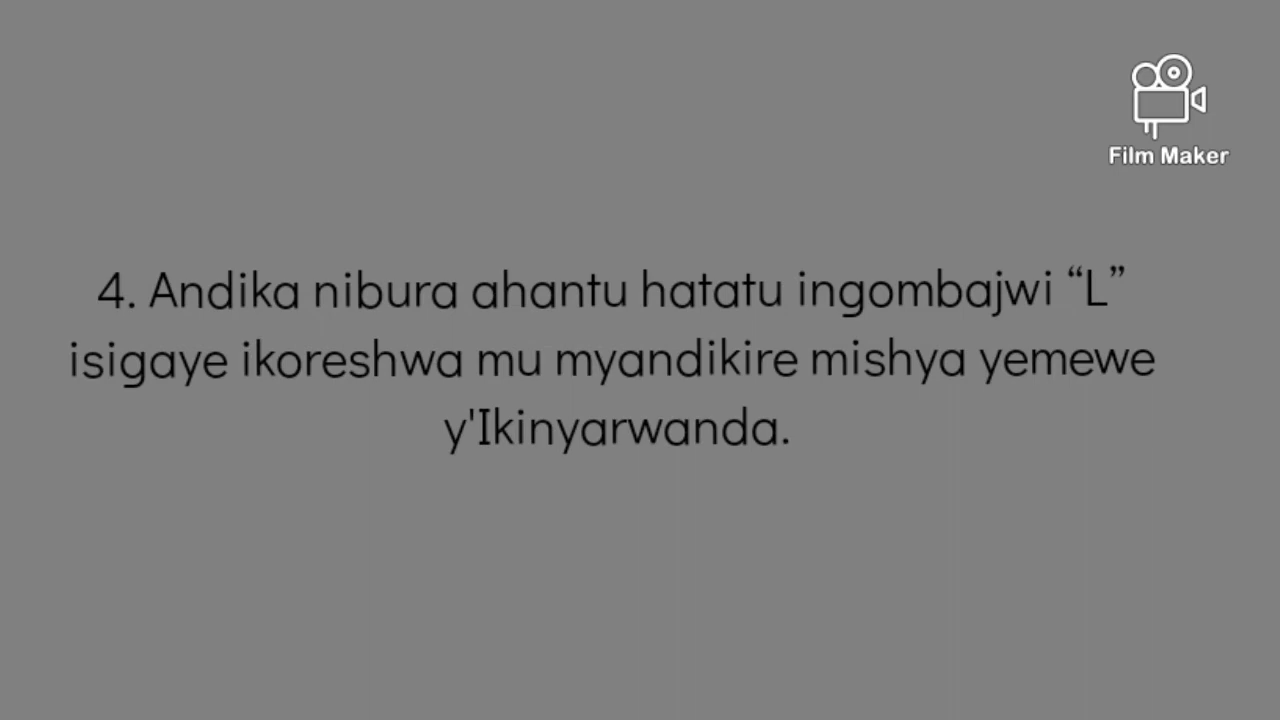 Film Maker
4. Andika nibura ahantu hatatu ingombajwi “L”
isigaye ikoreshwa mu myandikire mishya yemewe
y'Ikinyarwanda.